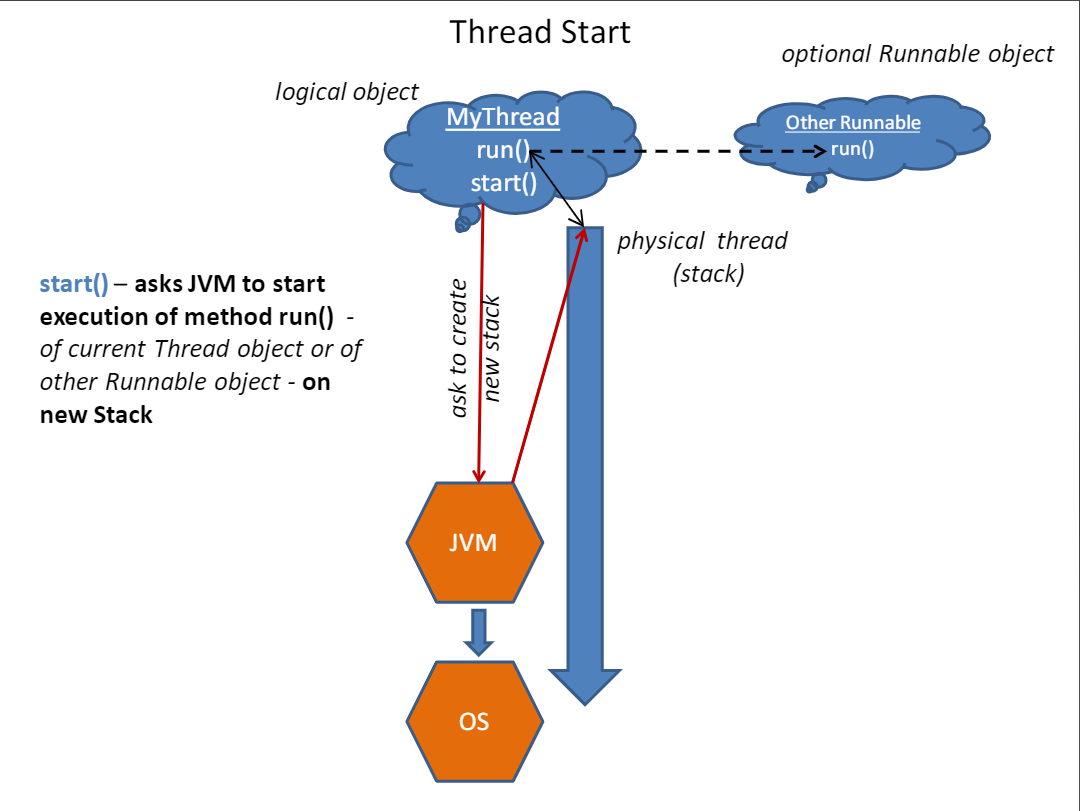 Thread Start
optional Runnable object
logical object
MyThread
run()
start()
Other Runnable
run()
physical thread
(stack)
start() – asks JVM to start
execution of method run() -
of current Thread object or of
other Runnable object - on
new Stack
ask to create
new stack
JVM
OS